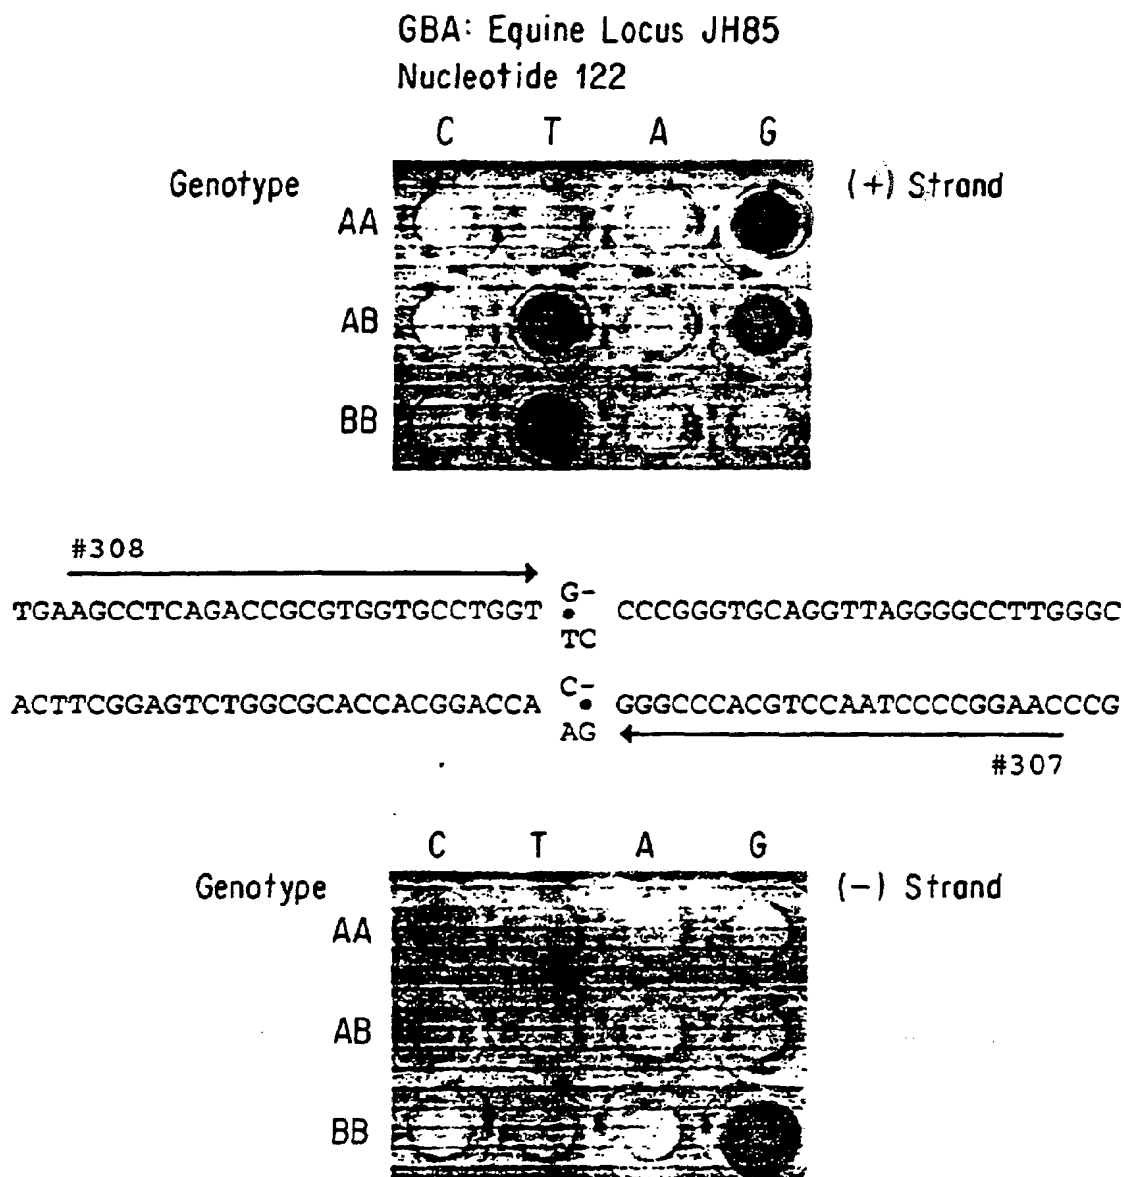 GBA: Equine Locus JH85
Nucleotide 122
C T A G
Genotype (+) Strand
AA
AB
BB
#308
G-
TGAAGCCTCAGACCGCGTGGTGCCTGGT • CCCGGGTGCAGGTTAGGGGCCTTGGGC
TC
C-
ACTTCGGAGTCTGGCGCACCACGGACCA • GGGCCCACGTCCAATCCCCGGAACCCG
AG
#307
C T A G
Genotype (-) Strand
AA
AB
BB